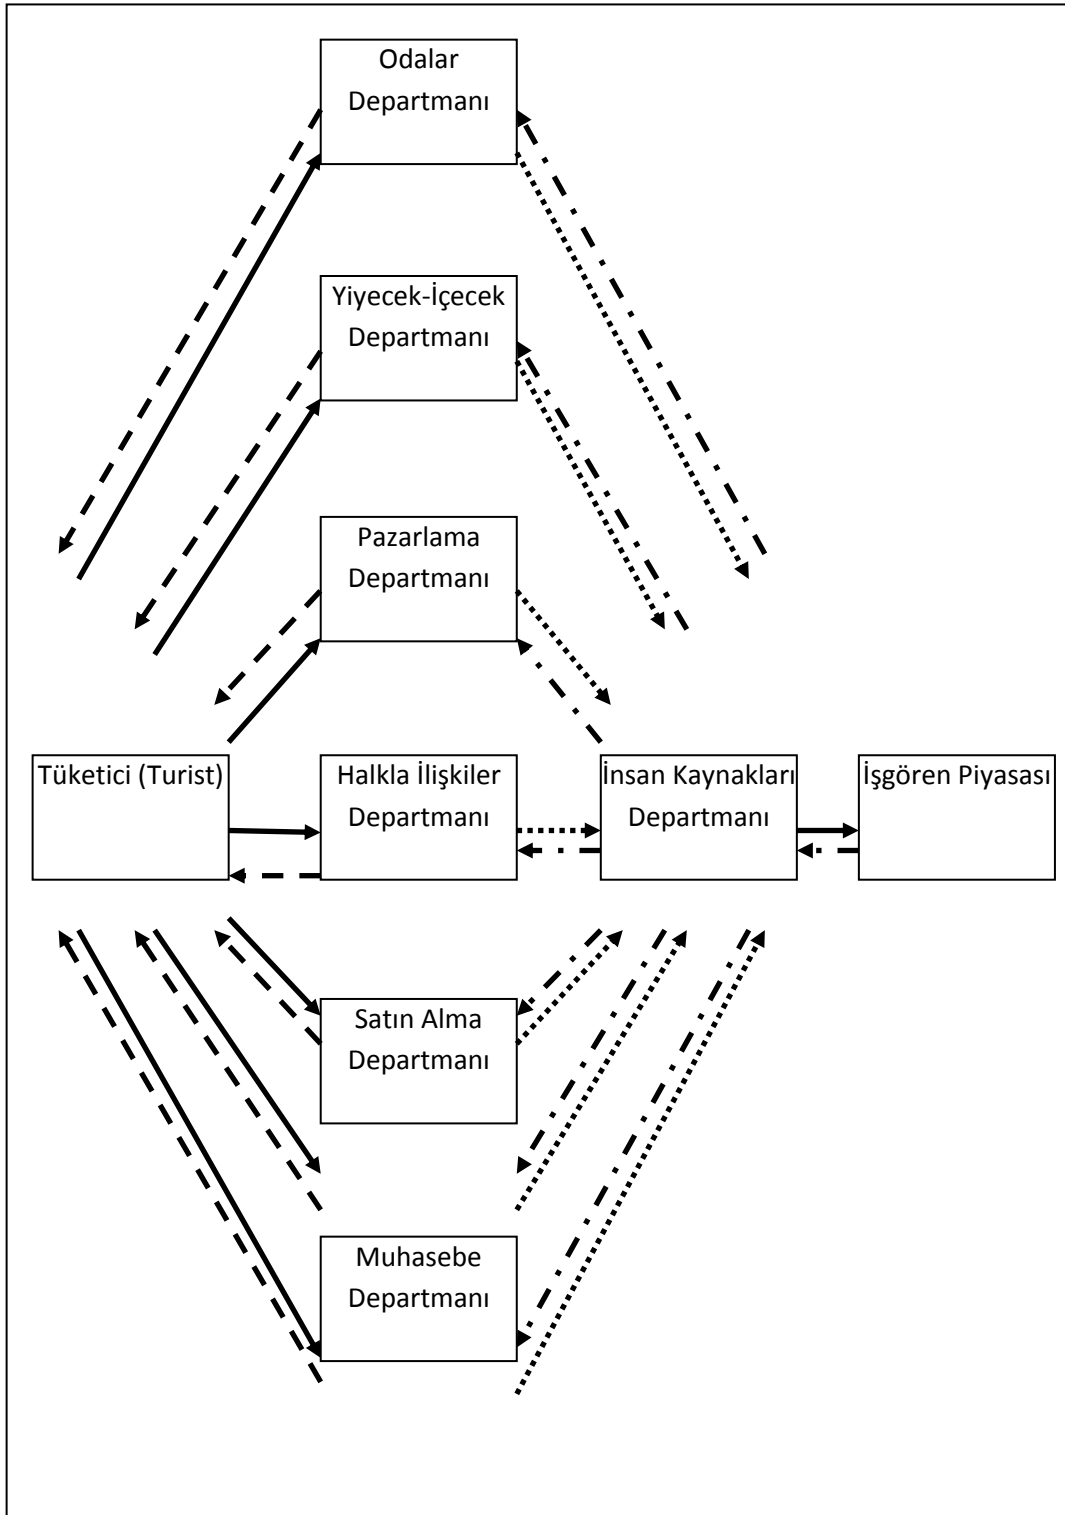 Odalar
Departmanı
Yiyecek-İçecek
Departmanı
Pazarlama
Departmanı
Tüketici (Turist)
Halkla İlişkiler
Departmanı
İnsan Kaynakları
Departmanı
İşgören Piyasası
Satın Alma
Departmanı
Muhasebe
Departmanı